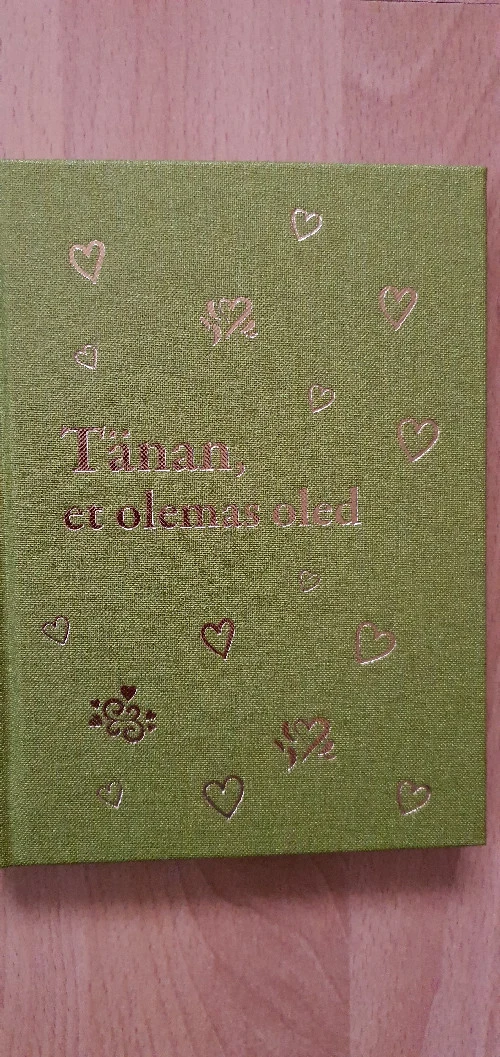 Tänan,
et olemas oled